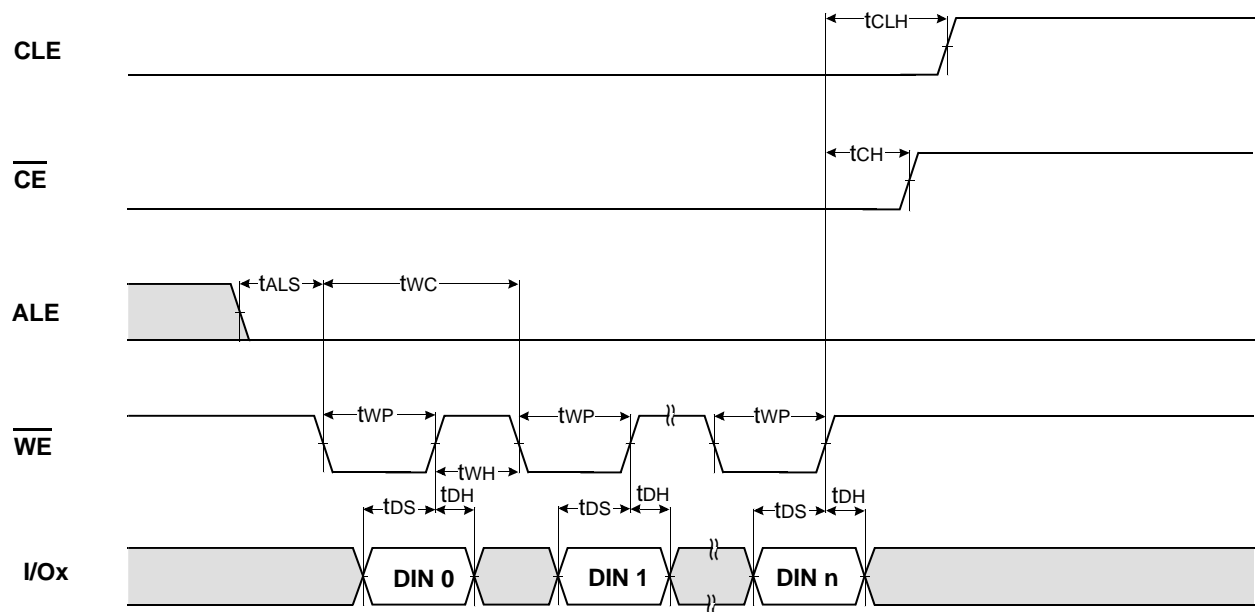 tCLH
CLE
tCH
CE
tALS
tWC
ALE
tWP
tWP
tWP
WE
tWH
tDS
tDH
tDS
tDH
tDS
tDH
I/Ox
DIN 0
DIN 1
DIN n